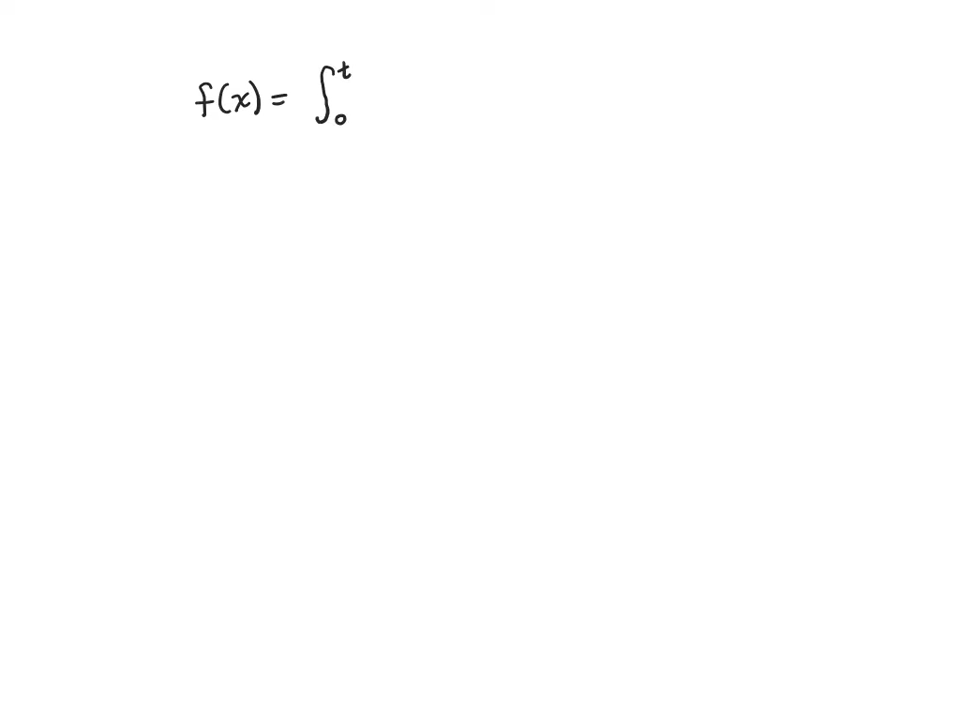 f(x) = ∫₀ᵗ